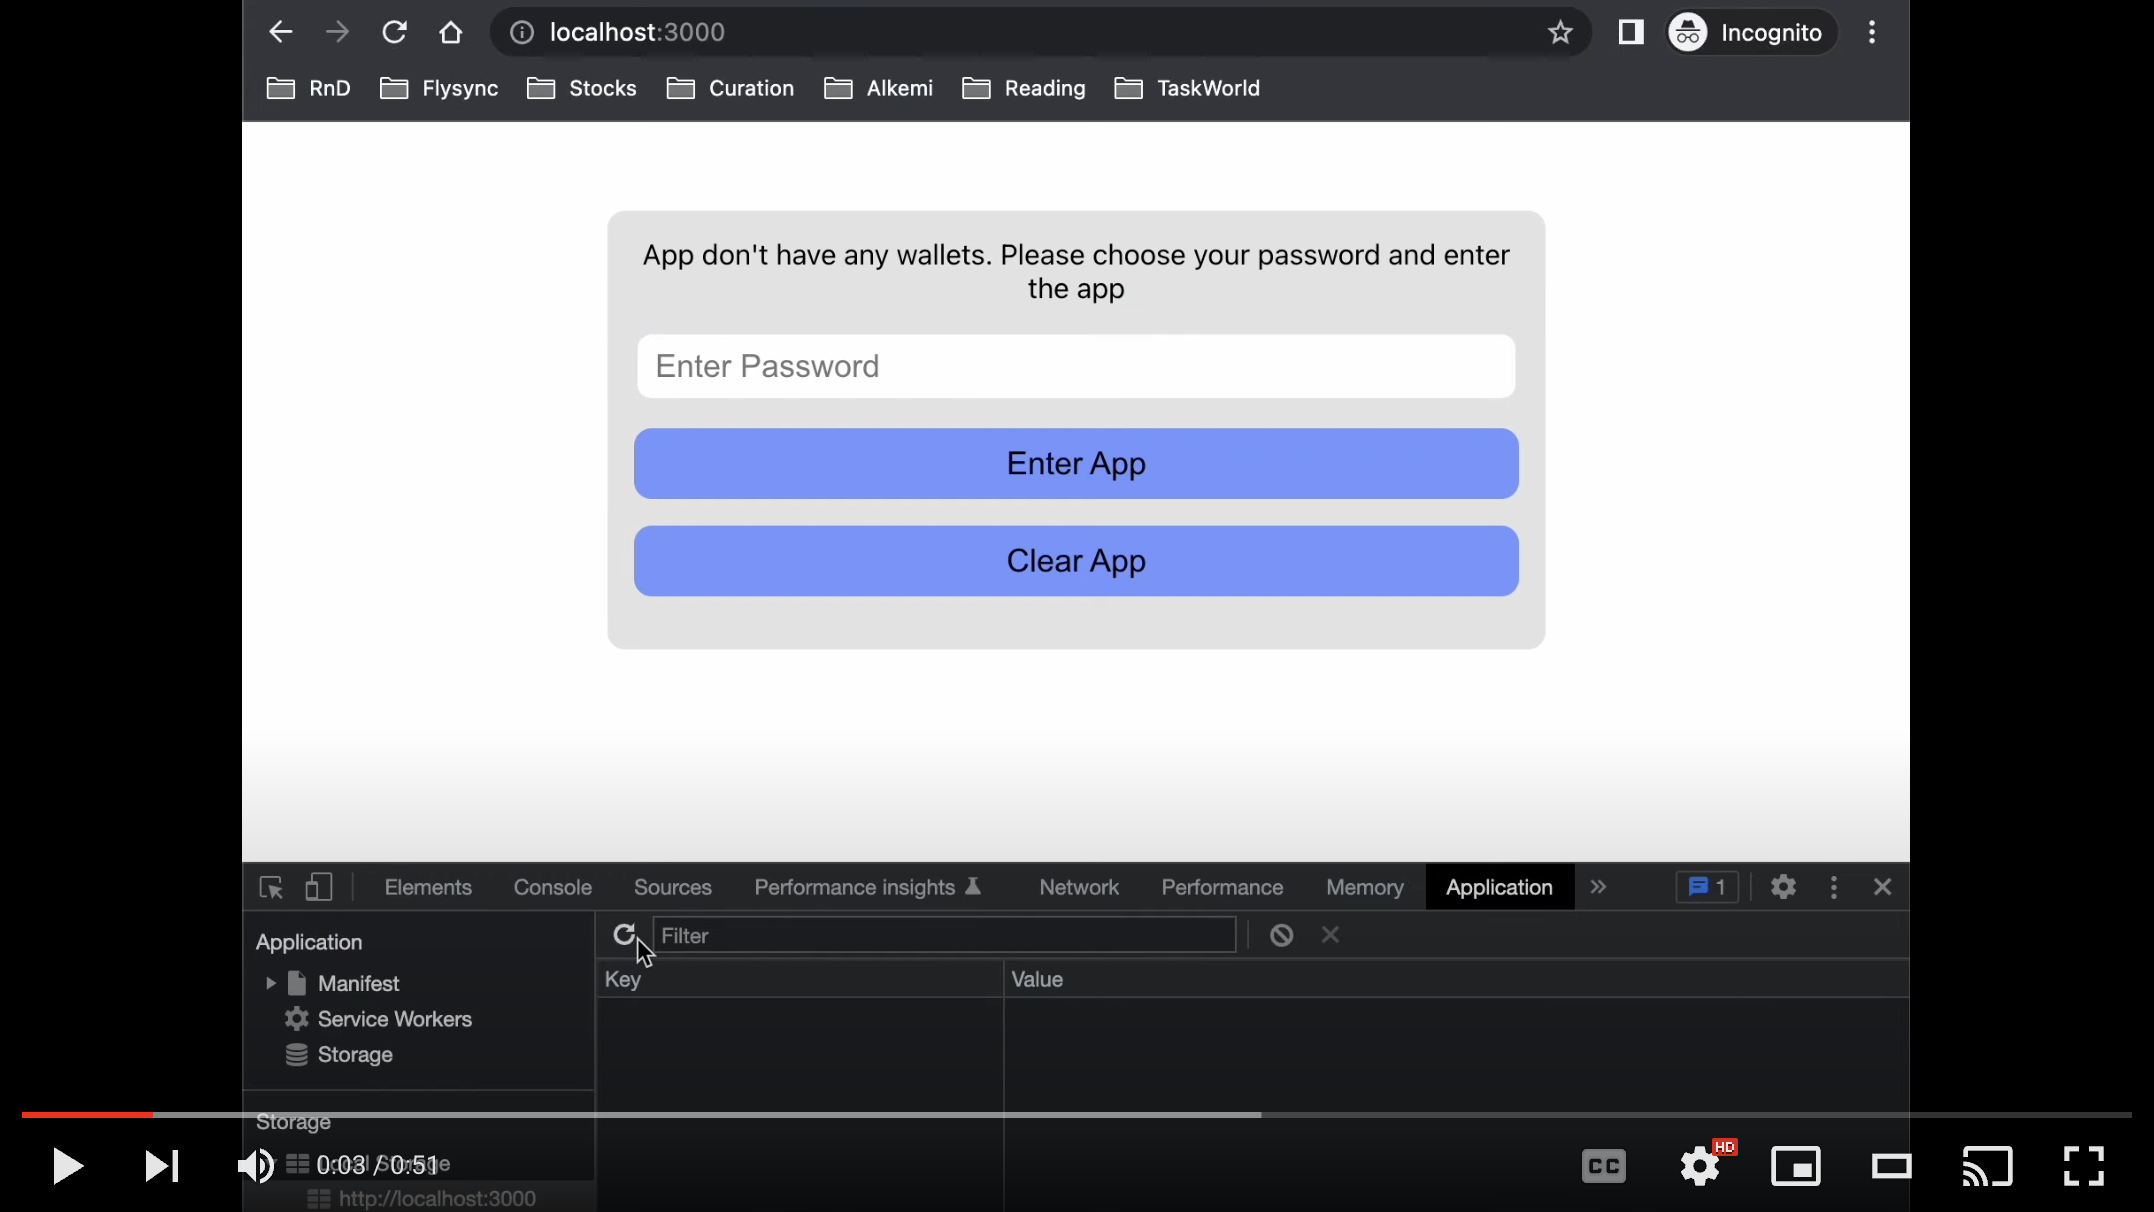 localhost:3000
Incognito
RnD Flysync Stocks Curation Alkemi Reading TaskWorld
App don't have any wallets. Please choose your password and enter
the app
Enter Password
Enter App
Clear App
Elements Console Sources Performance insights Network Performance Memory Application » 1
Application
Filter
Key Value
Manifest
Service Workers
Storage
Storage
0:03 / 0:51
Local Storage
CC
HD
http://localhost:3000